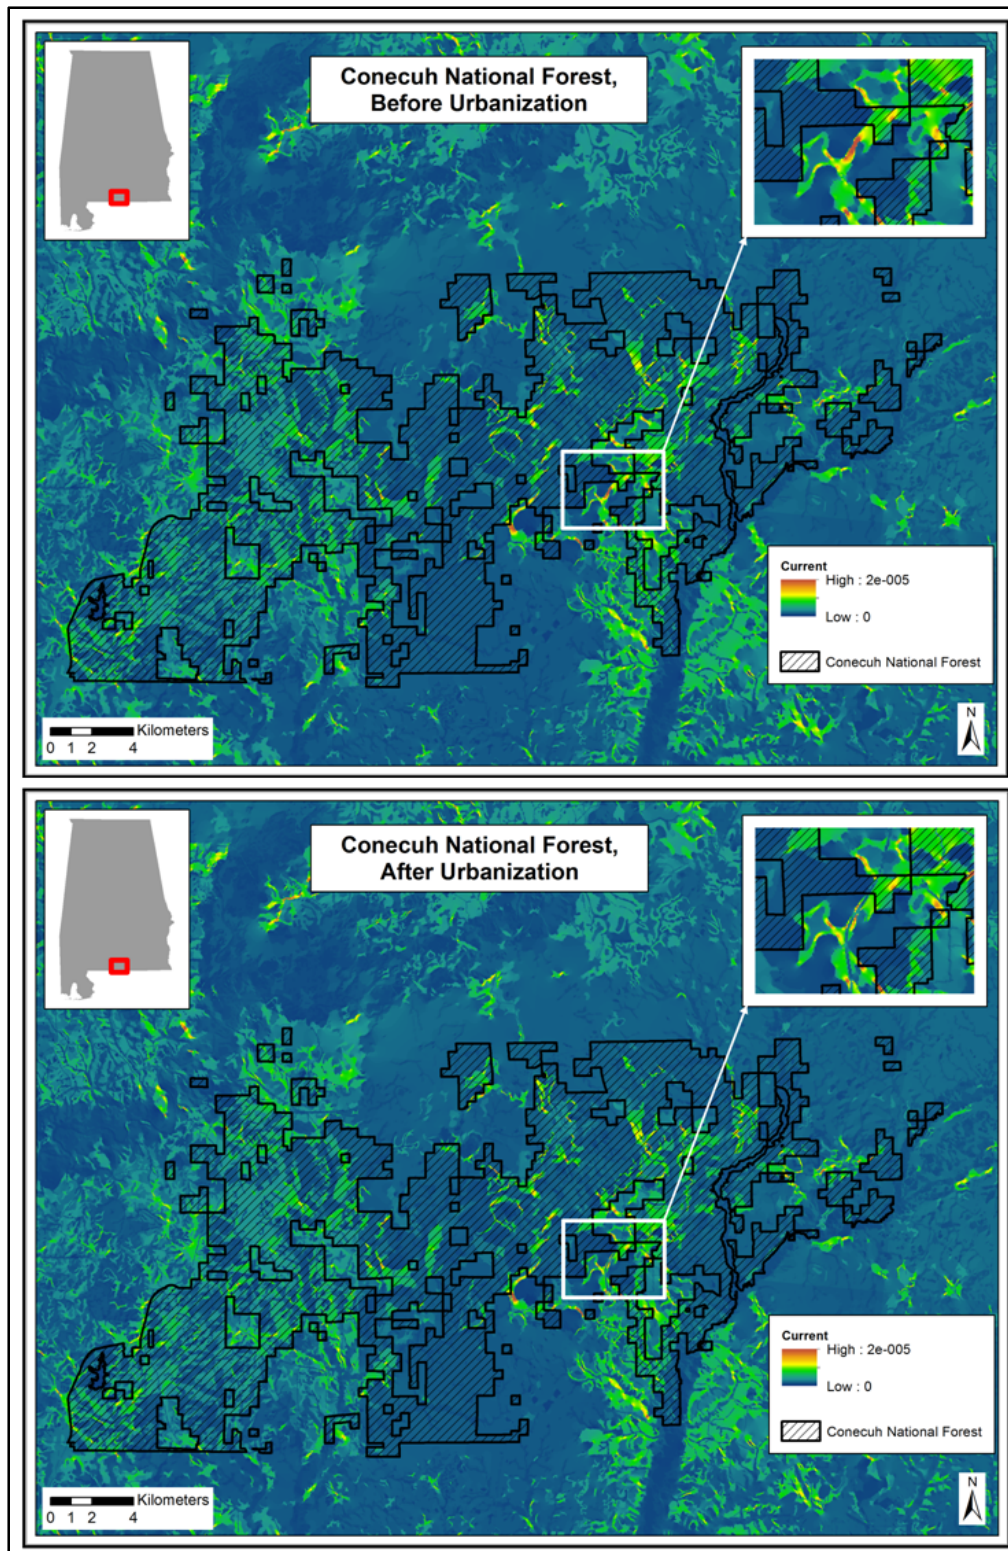 Conecuh National Forest,
Before Urbanization
Current
High : 2e-005
Low : 0
Conecuh National Forest
Kilometers
0 1 2 4
N
Conecuh National Forest,
After Urbanization
Current
High : 2e-005
Low : 0
Conecuh National Forest
Kilometers
0 1 2 4
N